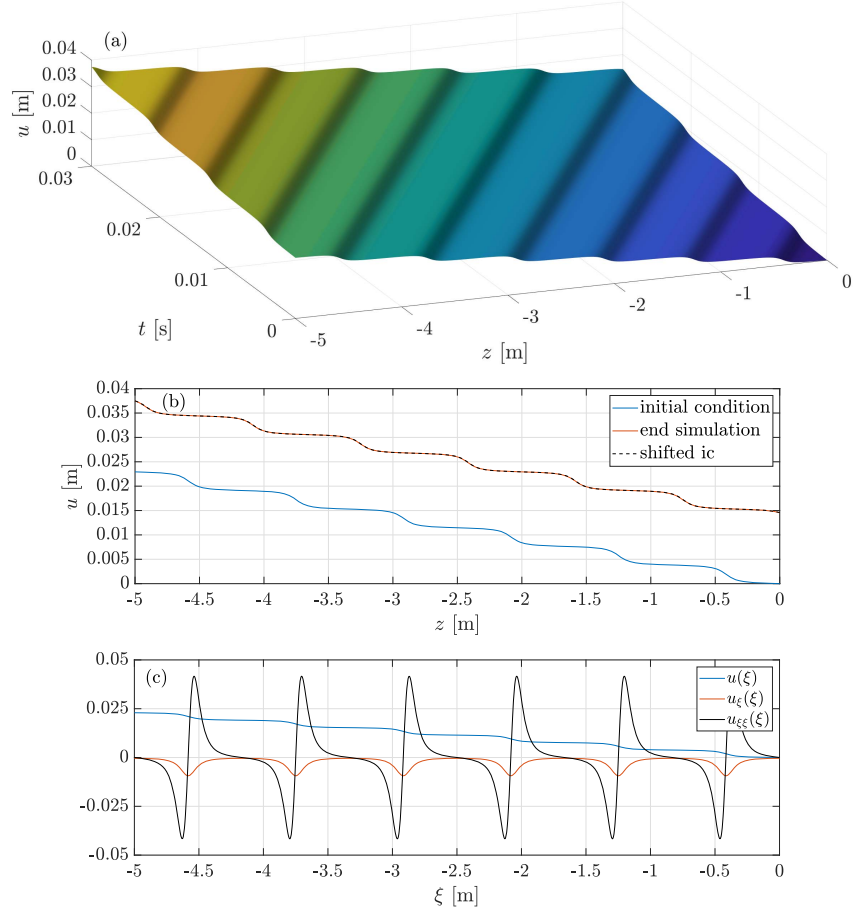 (a)
0.04
0.03
0.02
0.01
0
u [m]
0.03
0.02
0.01
0
t [s]
-5
-4
-3
-2
-1
0
z [m]
(b)
0.04
0.035
0.03
0.025
0.02
0.015
0.01
0.005
0
u [m]
initial condition
end simulation
shifted ic
-5 -4.5 -4 -3.5 -3 -2.5 -2 -1.5 -1 -0.5 0
z [m]
(c)
0.05
0.025
0
-0.025
-0.05
u(ξ)
uξ(ξ)
uξξ(ξ)
-5 -4.5 -4 -3.5 -3 -2.5 -2 -1.5 -1 -0.5 0
ξ [m]